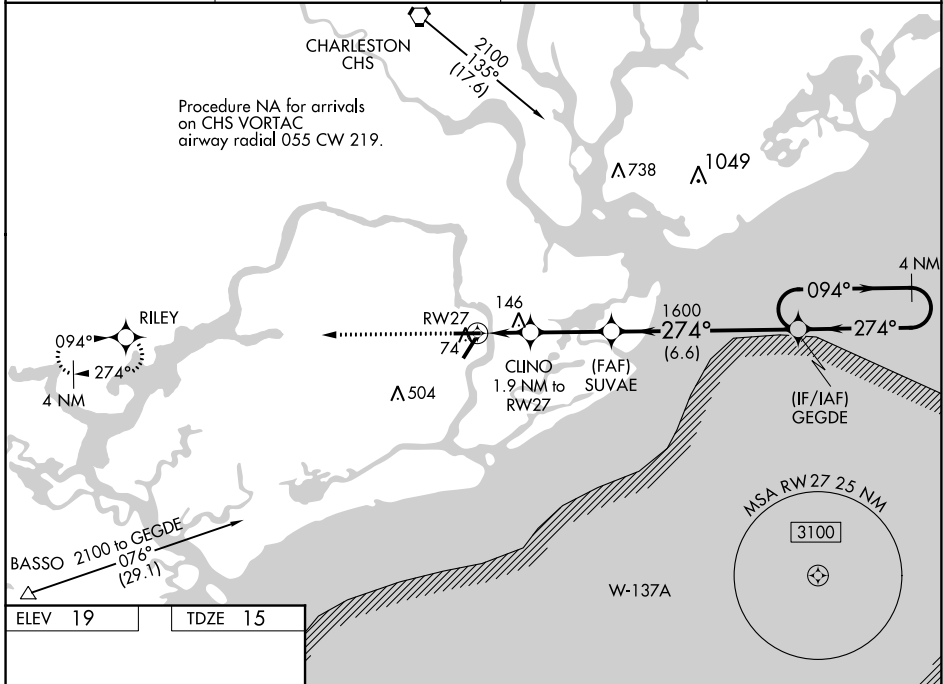 CHARLESTON
CHS
2100
135°
(17.6)
Procedure NA for arrivals
on CHS VORTAC
airway radial 055 CW 219.
738
1049
4 NM
094°
274°
RILEY
094°
274°
4 NM
RW27
74
146
CLINO
1.9 NM to
RW27
(FAF)
SUVAE
1600
274°
(6.6)
(IF/IAF)
GEGDE
504
BASSO
2100 to GEGDE
076°
(29.1)
MSA RW27 25 NM
3100
W-137A
ELEV 19
TDZE 15